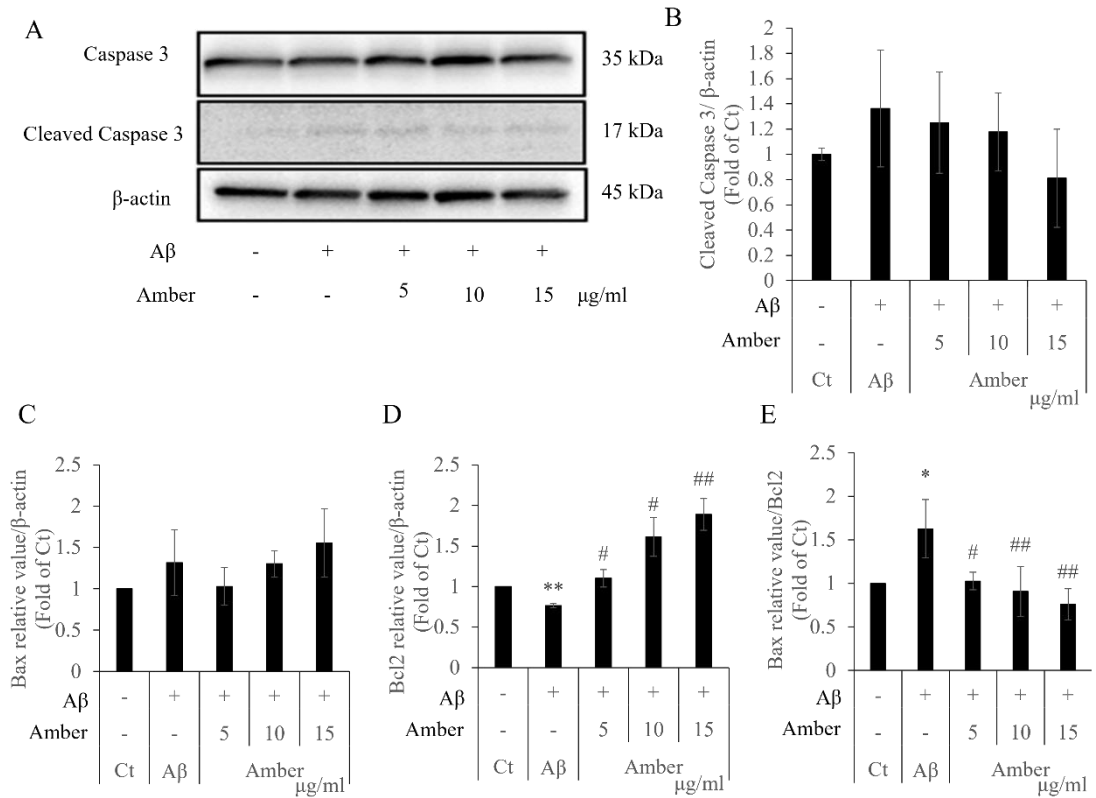 A
Caspase 3
35 kDa
Cleaved Caspase 3
17 kDa
β-actin
45 kDa
Aβ - + + + +
Amber - - 5 10 15 μg/ml
B
Cleaved Caspase 3/ β-actin
(Fold of Ct)
2
1.8
1.6
1.4
1.2
1
0.8
0.6
0.4
0.2
0
Aβ - + + + +
Amber - - 5 10 15
Ct Aβ Amber
μg/ml
C
Bax relative value/β-actin
(Fold of Ct)
2.5
2
1.5
1
0.5
0
Aβ - + + + +
Amber - - 5 10 15
Ct Aβ Amber
μg/ml
D
Bcl2 relative value/β-actin
(Fold of Ct)
2.5
2
1.5
1
0.5
0
** # # ##
Aβ - + + + +
Amber - - 5 10 15
Ct Aβ Amber
μg/ml
E
Bax relative value/Bcl2
(Fold of Ct)
2.5
2
1.5
1
0.5
0
* # ## ##
Aβ - + + + +
Amber - - 5 10 15
Ct Aβ Amber
μg/ml